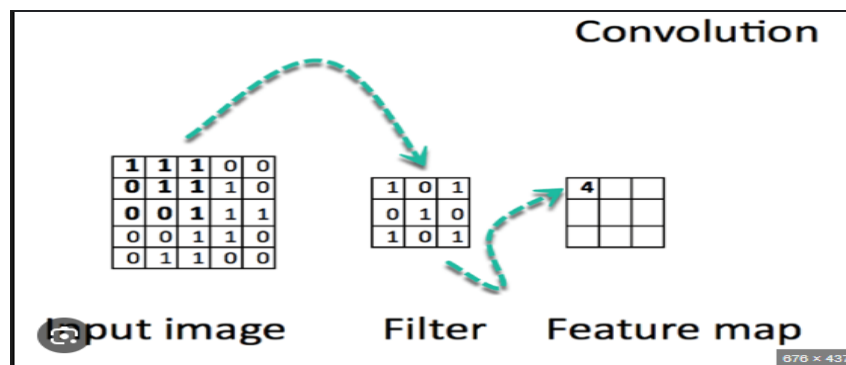 Convolution
1 1 1 0 0
0 1 1 1 0
0 0 1 1 1
0 0 1 1 0
0 1 1 0 0
1 0 1
0 1 0
1 0 1
4
Input image
Filter
Feature map
676 × 437